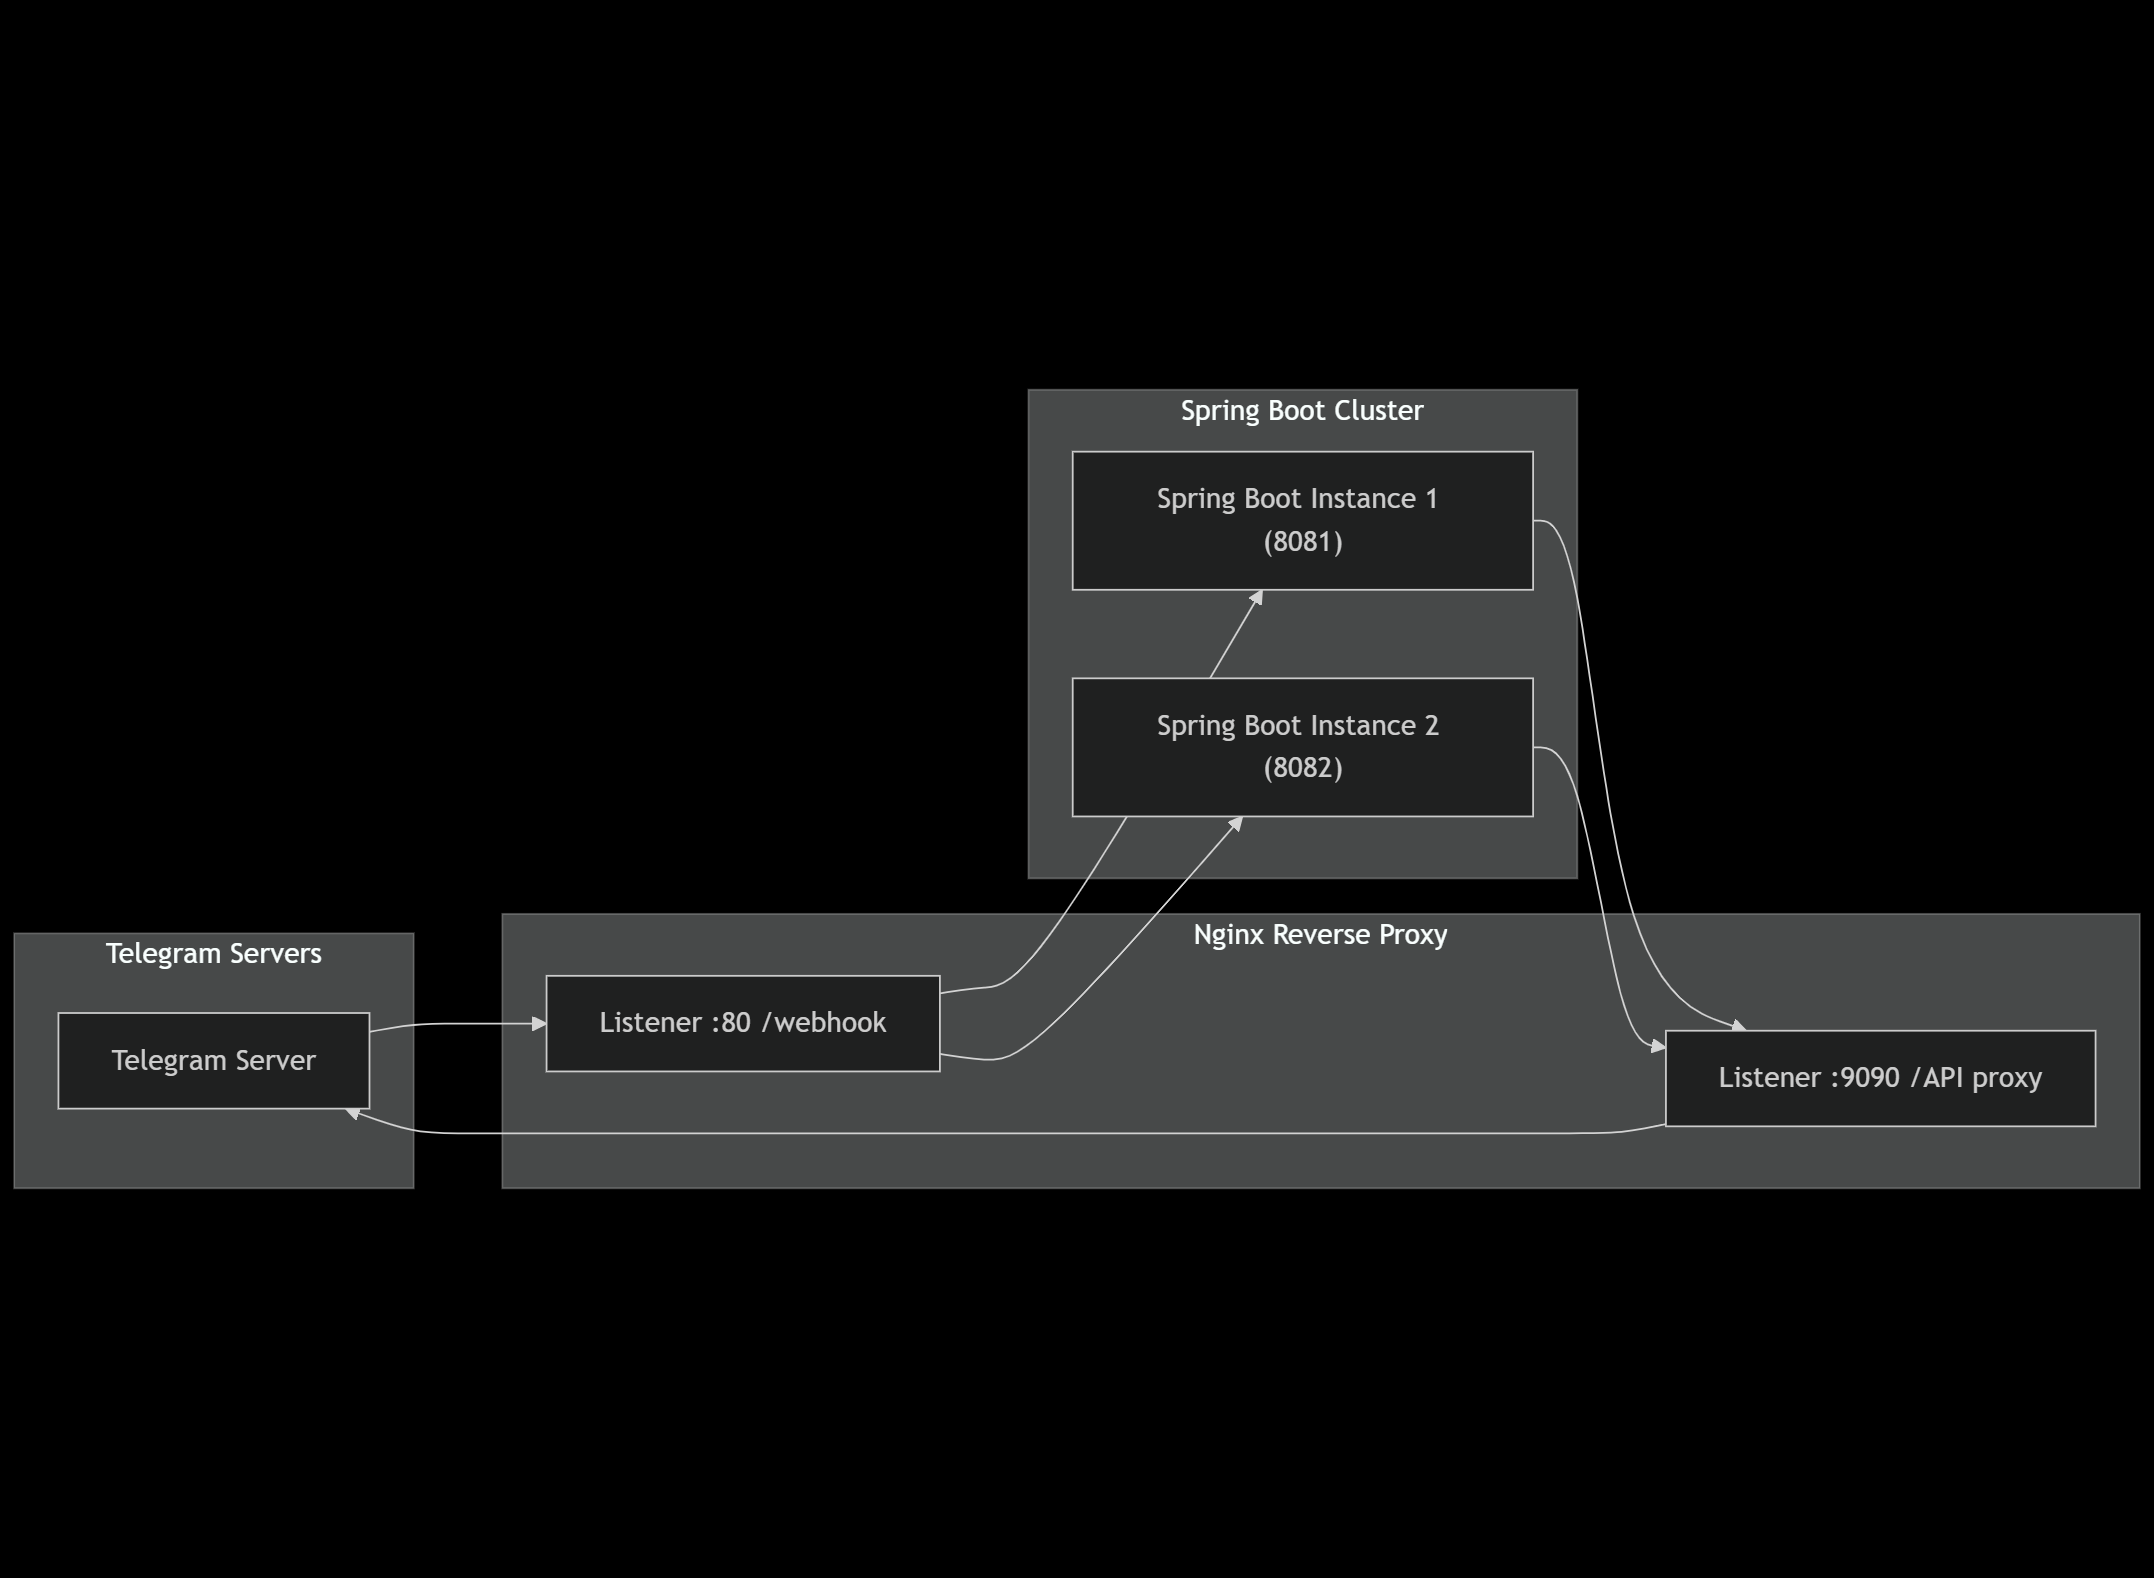 Spring Boot Cluster
Spring Boot Instance 1
(8081)
Spring Boot Instance 2
(8082)
Telegram Servers
Telegram Server
Nginx Reverse Proxy
Listener :80 /webhook
Listener :9090 /API proxy